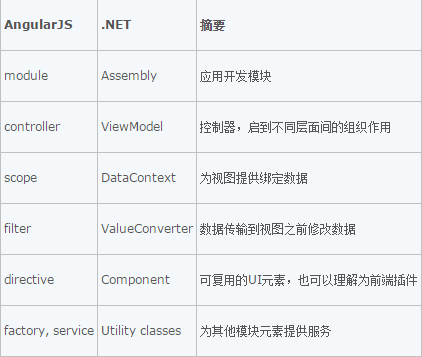 AngularJS .NET 摘要
module Assembly 应用开发模块
controller ViewModel 控制器，启到不同层面间的组织作用
scope DataContext 为视图提供绑定数据
filter ValueConverter 数据传输到视图之前修改数据
directive Component 可复用的UI元素，也可以理解为前端插件
factory, service Utility classes 为其他模块元素提供服务